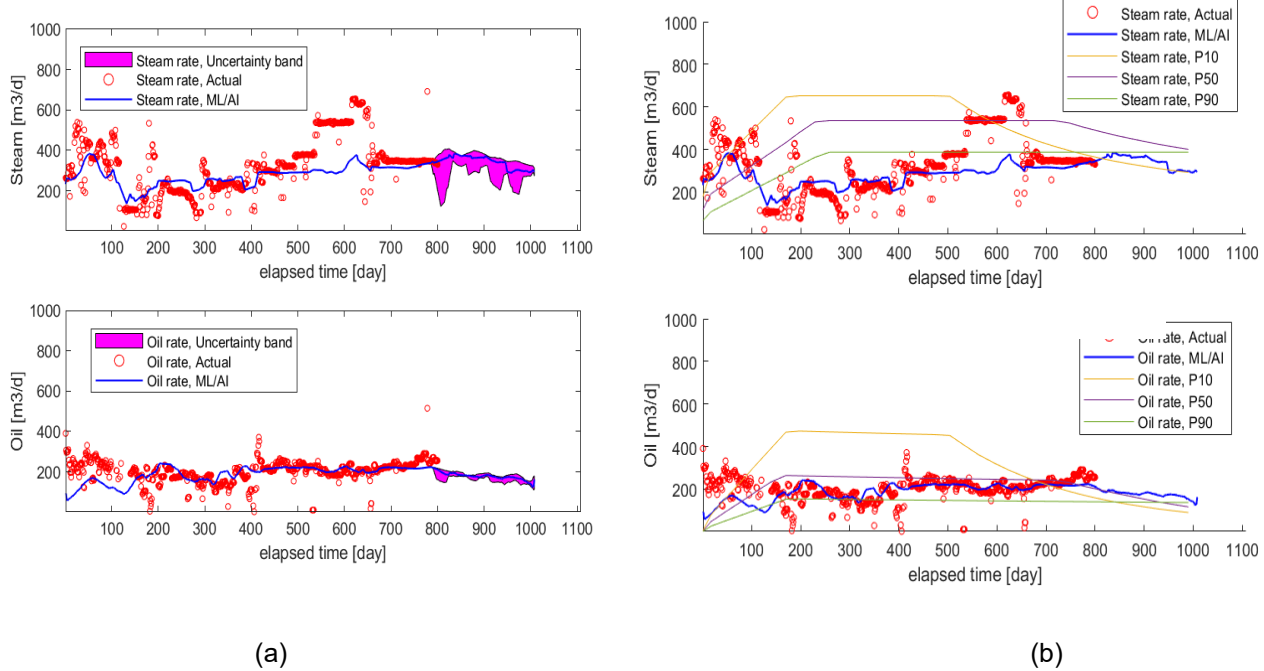 1000
800
600
400
200
Steam [m3/d]
Steam rate, Uncertainty band
Steam rate, Actual
Steam rate, ML/AI
100 200 300 400 500 600 700 800 900 1000 1100
elapsed time [day]
1000
800
600
400
200
Oil [m3/d]
Oil rate, Uncertainty band
Oil rate, Actual
Oil rate, ML/AI
100 200 300 400 500 600 700 800 900 1000 1100
elapsed time [day]
(a)
1000
800
600
400
200
Steam [m3/d]
Steam rate, Actual
Steam rate, ML/AI
Steam rate, P10
Steam rate, P50
Steam rate, P90
100 200 300 400 500 600 700 800 900 1000 1100
elapsed time [day]
1000
800
600
400
200
Oil [m3/d]
Oil rate, Actual
Oil rate, ML/AI
Oil rate, P10
Oil rate, P50
Oil rate, P90
100 200 300 400 500 600 700 800 900 1000 1100
elapsed time [day]
(b)